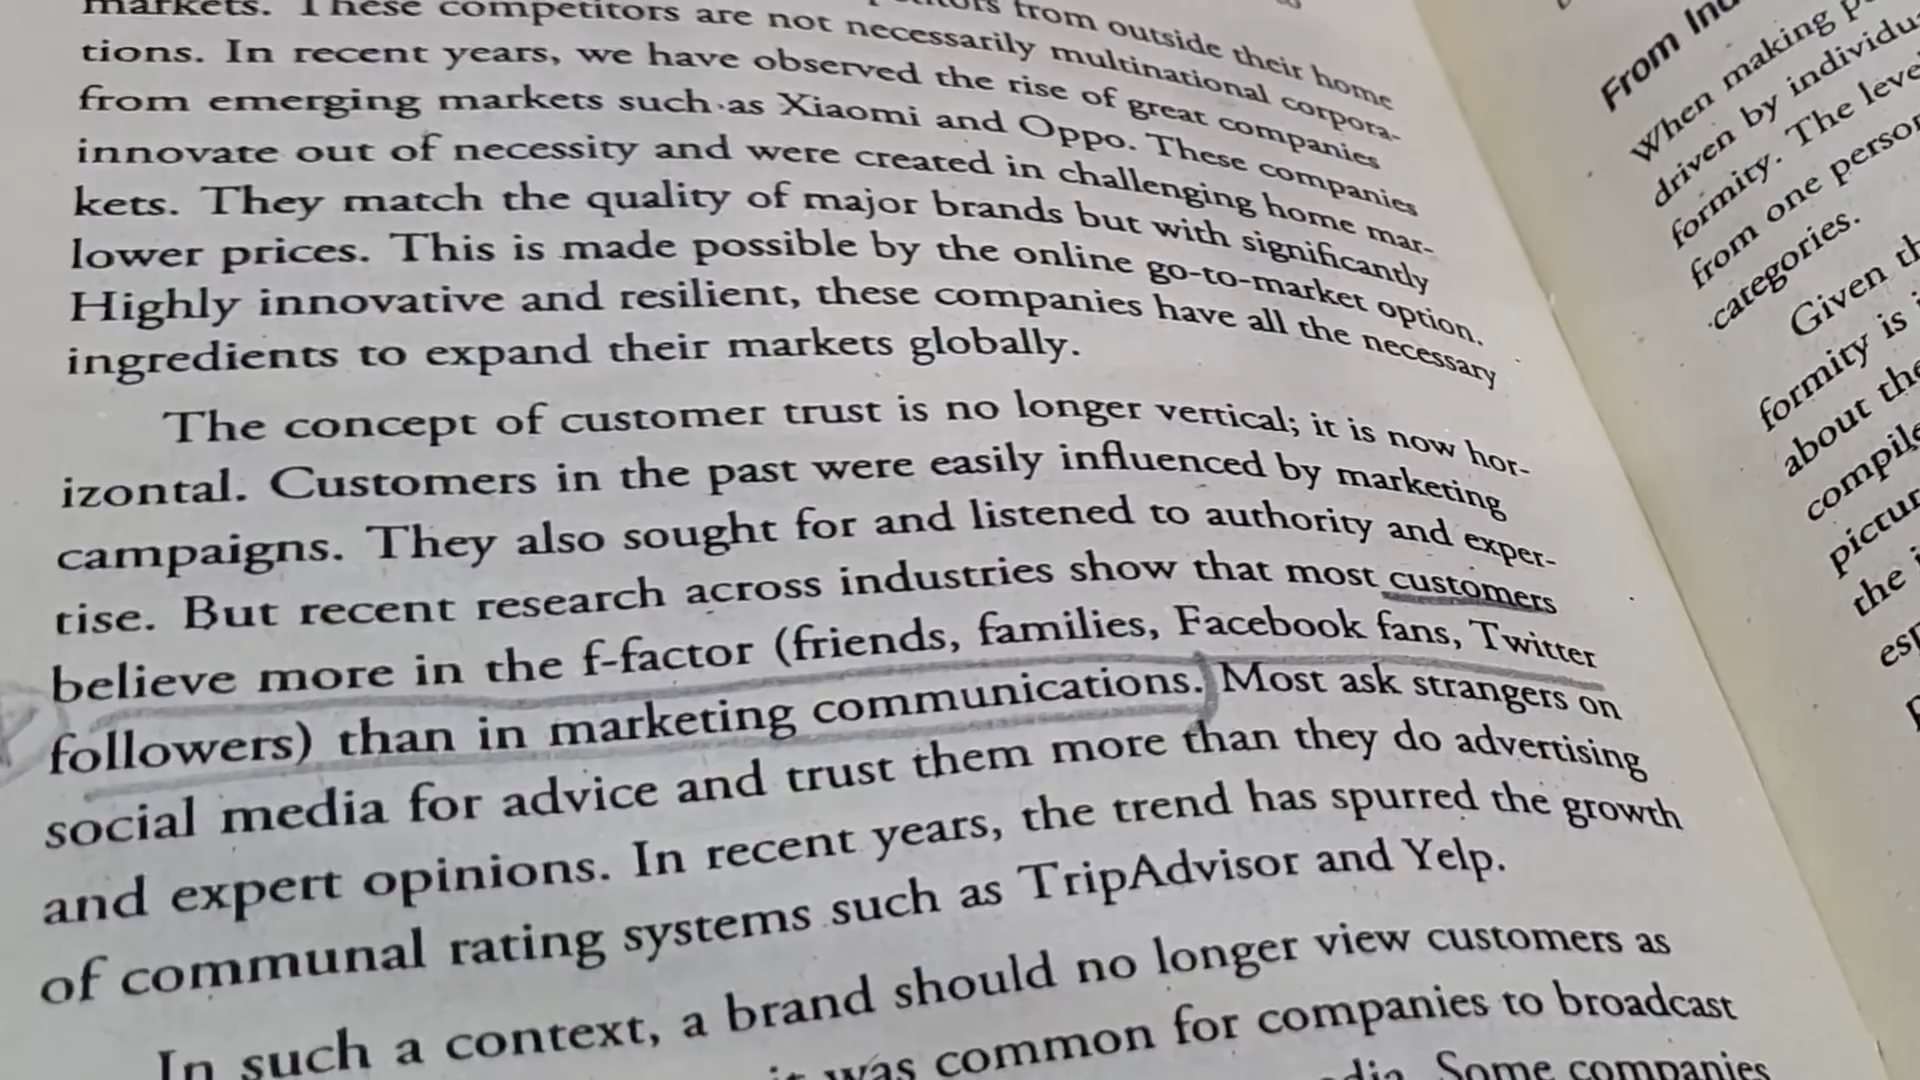 markets. These competitors are not necessarily multinational corpora-
from outside their home
tions. In recent years, we have observed the rise of great companies
from emerging markets such as Xiaomi and Oppo. These companies
innovate out of necessity and were created in challenging home mar-
kets. They match the quality of major brands but with significantly
lower prices. This is made possible by the online go-to-market option.
Highly innovative and resilient, these companies have all the necessary
ingredients to expand their markets globally.
The concept of customer trust is no longer vertical; it is now hor-
izontal. Customers in the past were easily influenced by marketing
campaigns. They also sought for and listened to authority and exper-
tise. But recent research across industries show that most customers
believe more in the f-factor (friends, families, Facebook fans, Twitter
followers) than in marketing communications. Most ask strangers on
social media for advice and trust them more than they do advertising
and expert opinions. In recent years, the trend has spurred the growth
of communal rating systems such as TripAdvisor and Yelp.
In such a context, a brand should no longer view customers as
it was common for companies to broadcast
Some companies
From
When making
driven by
formity. The
from one
categories.
Given
formity is
about
the